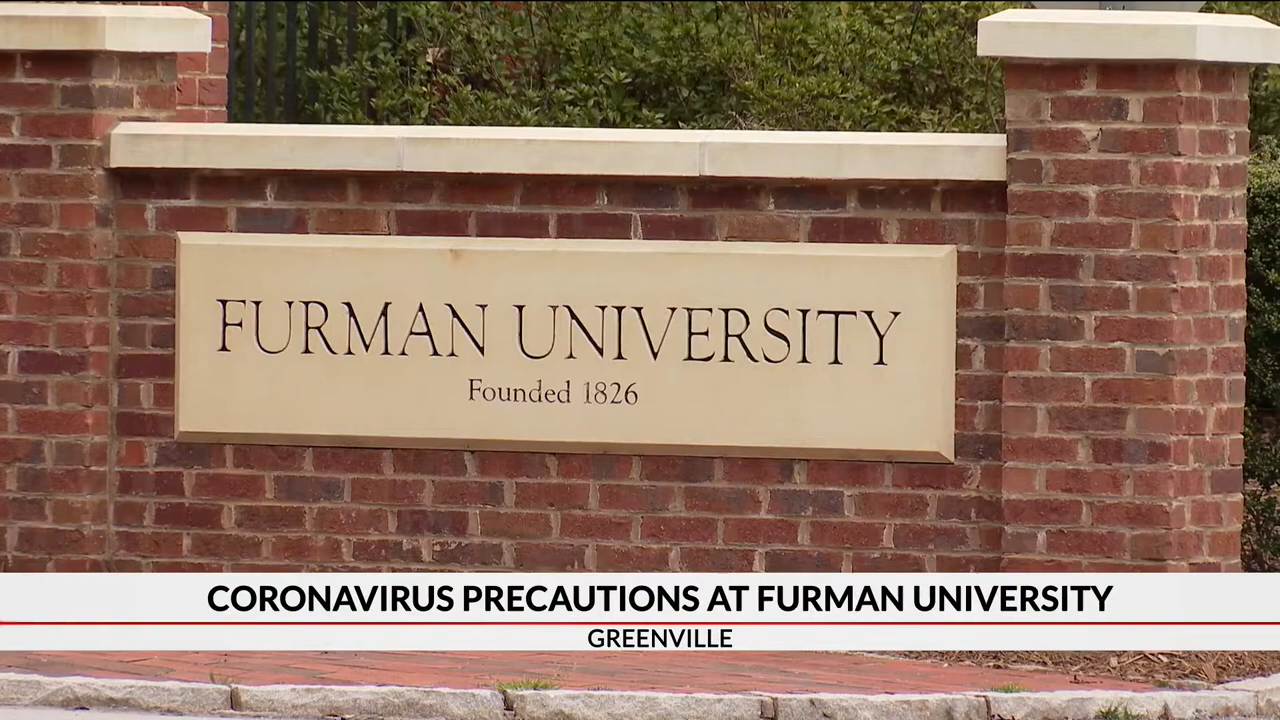 FURMAN UNIVERSITY
Founded 1826
CORONAVIRUS PRECAUTIONS AT FURMAN UNIVERSITY
GREENVILLE